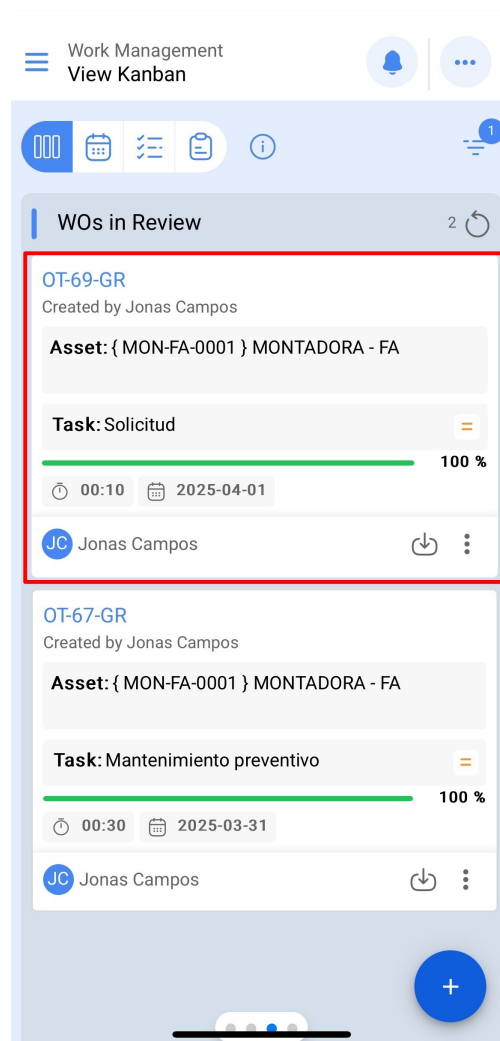 Work Management
View Kanban
1
WOs in Review 2
OT-69-GR
Created by Jonas Campos
Asset: { MON-FA-0001 } MONTADORA - FA
Task: Solicitud
100 %
00:10 2025-04-01
JC Jonas Campos
OT-67-GR
Created by Jonas Campos
Asset: { MON-FA-0001 } MONTADORA - FA
Task: Mantenimiento preventivo
100 %
00:30 2025-03-31
JC Jonas Campos